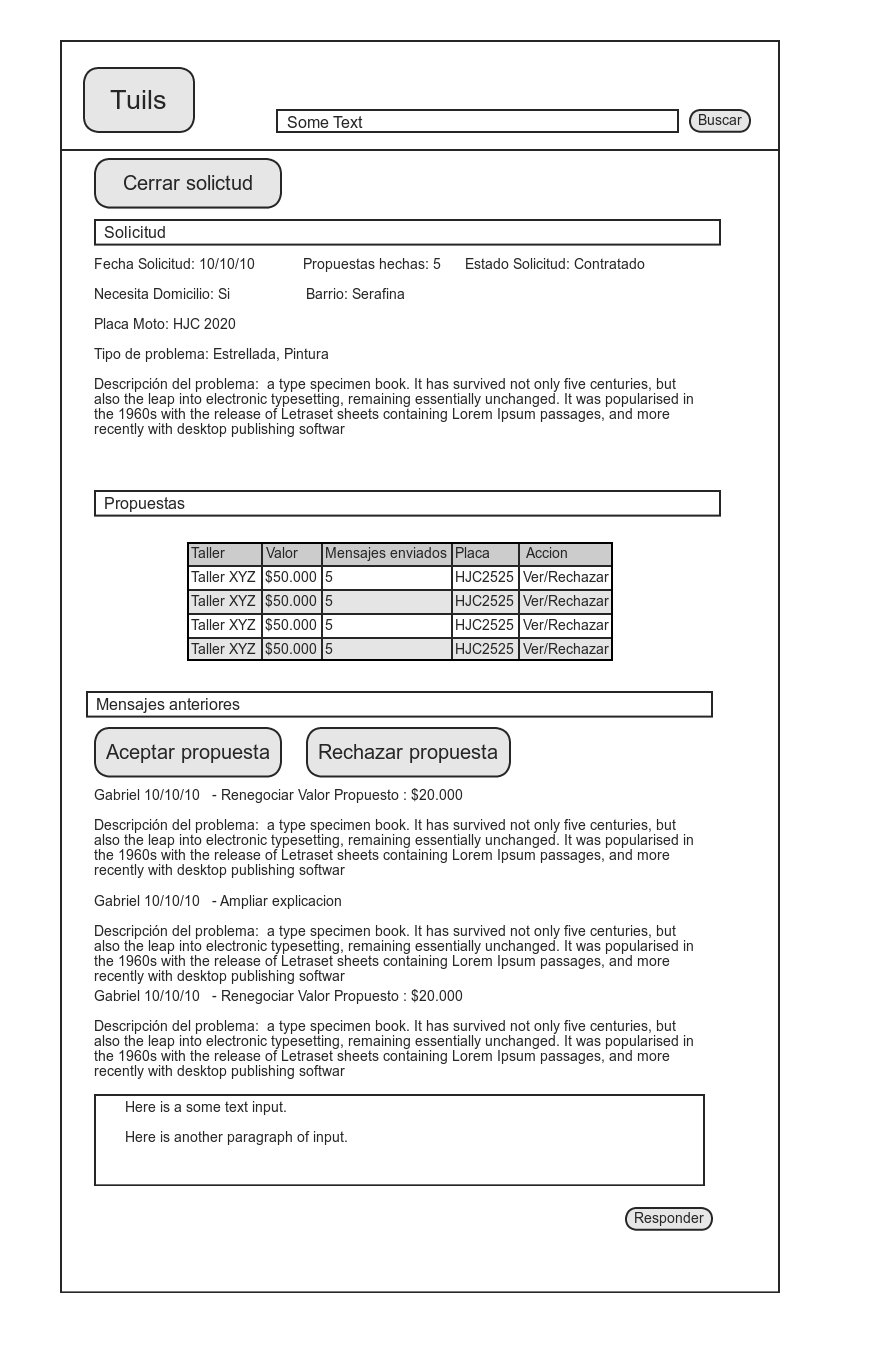 Tuils
Some Text
Buscar
Cerrar solictud
Solicitud
Fecha Solicitud: 10/10/10 Propuestas hechas: 5 Estado Solicitud: Contratado
Necesita Domicilio: Si Barrio: Serafina
Placa Moto: HJC 2020
Tipo de problema: Estrellada, Pintura
Descripción del problema:  a type specimen book. It has survived not only five centuries, but
also the leap into electronic typesetting, remaining essentially unchanged. It was popularised in
the 1960s with the release of Letraset sheets containing Lorem Ipsum passages, and more
recently with desktop publishing softwar
Propuestas
Taller Valor Mensajes enviados Placa Accion
Taller XYZ $50.000 5 HJC2525 Ver/Rechazar
Taller XYZ $50.000 5 HJC2525 Ver/Rechazar
Taller XYZ $50.000 5 HJC2525 Ver/Rechazar
Taller XYZ $50.000 5 HJC2525 Ver/Rechazar
Mensajes anteriores
Aceptar propuesta Rechazar propuesta
Gabriel 10/10/10   - Renegociar Valor Propuesto : $20.000
Descripción del problema:  a type specimen book. It has survived not only five centuries, but
also the leap into electronic typesetting, remaining essentially unchanged. It was popularised in
the 1960s with the release of Letraset sheets containing Lorem Ipsum passages, and more
recently with desktop publishing softwar
Gabriel 10/10/10   - Ampliar explicacion
Descripción del problema:  a type specimen book. It has survived not only five centuries, but
also the leap into electronic typesetting, remaining essentially unchanged. It was popularised in
the 1960s with the release of Letraset sheets containing Lorem Ipsum passages, and more
recently with desktop publishing softwar
Gabriel 10/10/10   - Renegociar Valor Propuesto : $20.000
Descripción del problema:  a type specimen book. It has survived not only five centuries, but
also the leap into electronic typesetting, remaining essentially unchanged. It was popularised in
the 1960s with the release of Letraset sheets containing Lorem Ipsum passages, and more
recently with desktop publishing softwar
Here is a some text input.
Here is another paragraph of input.
Responder